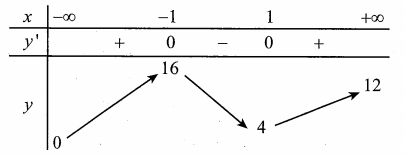 x −∞ −1 1 +∞
y' + 0 − 0 +
16
12
y
4
0